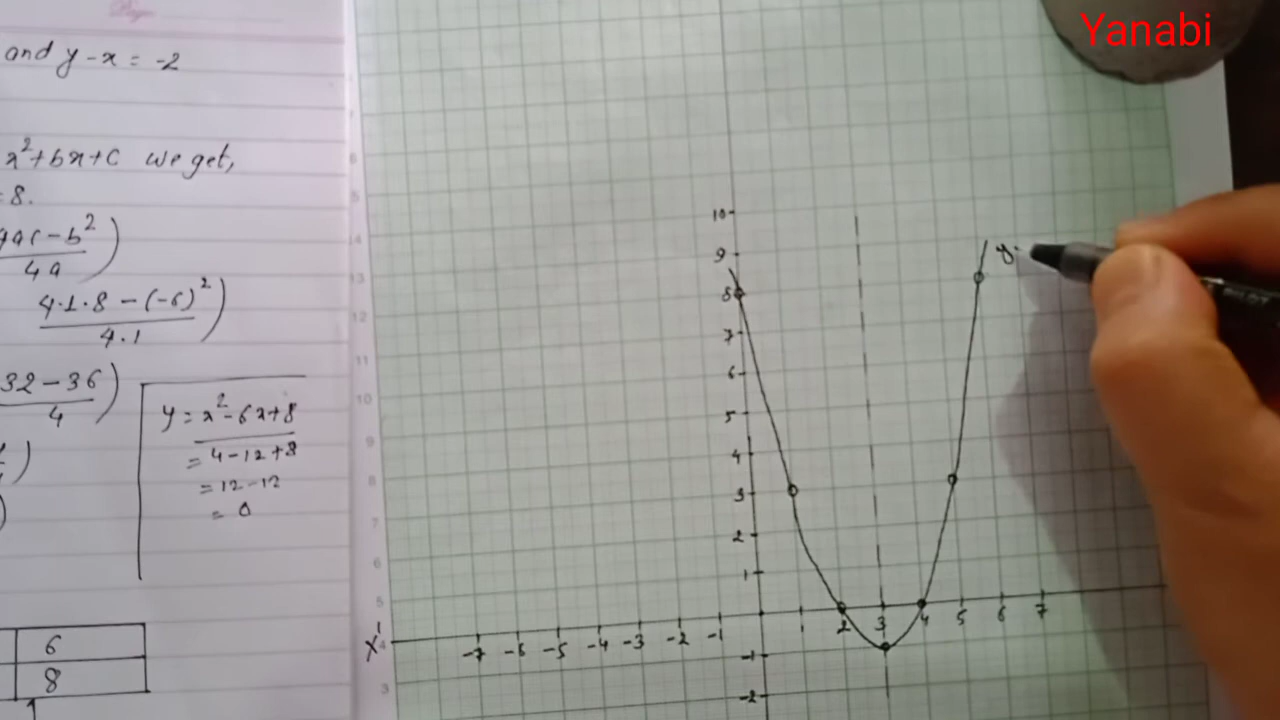 Page
Yanabi
and y-x = -2
x²+bx+c we get,
= 8.
4ac-b²
4a
4·1·8 - (-6)²
4·1
32-36
4
y = x²-6x+8
= 4-12+8
= 12-12
= 0
6
8
10
9
8
7
6
5
4
3
2
1
y=
X'
-7 -6 -5 -4 -3 -2 -1 1 2 3 4 5 6 7
-1
-2